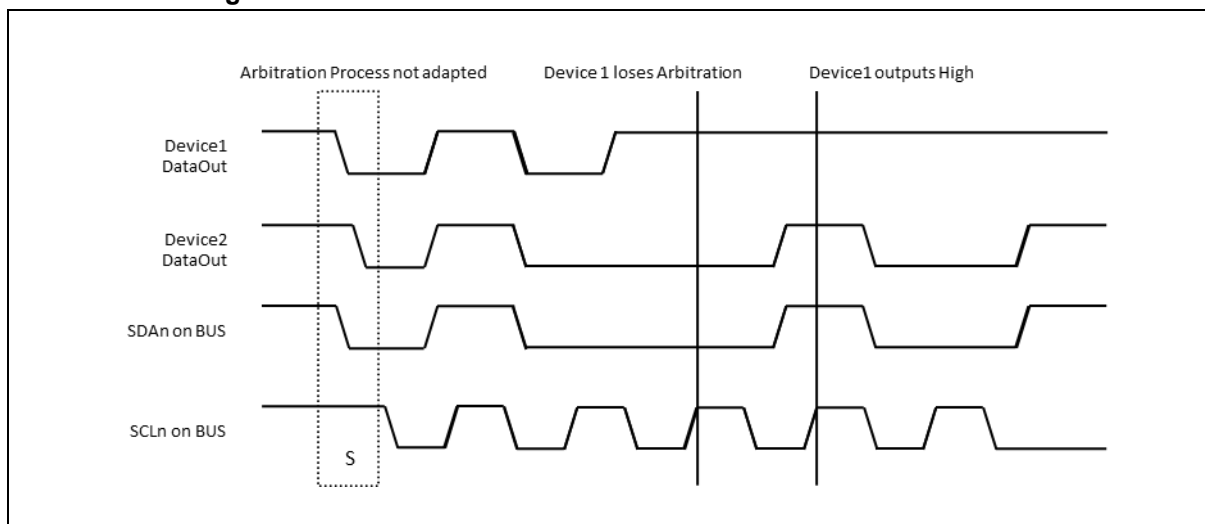 Arbitration Process not adapted
Device 1 loses Arbitration
Device1 outputs High
Device1
DataOut
Device2
DataOut
SDAn on BUS
SCLn on BUS
S